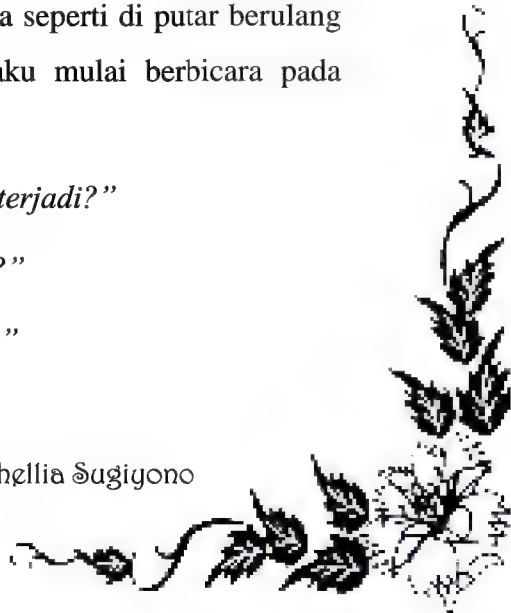 a seperti di putar berulang
aku mulai berbicara pada
terjadi?”
?”
”
hellia Sugiyono